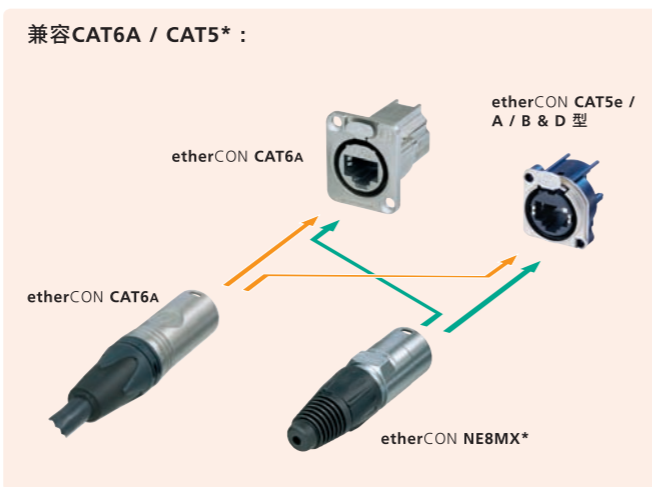 兼容CAT6A / CAT5* :
etherCON CAT5e /
A / B & D 型
etherCON CAT6A
etherCON CAT6A
etherCON NE8MX*